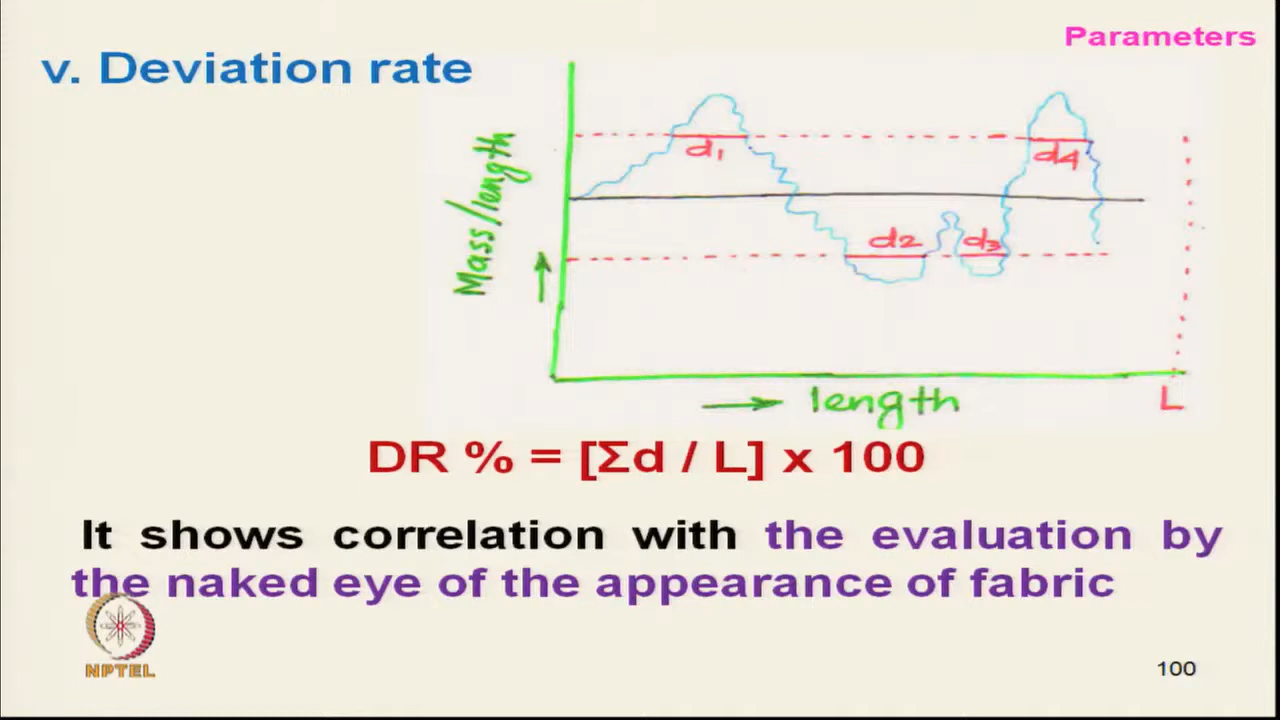 Parameters
v. Deviation rate
Mass/length
d1
d4
d2
d3
length
L
DR % = [Σd / L] x 100
It shows correlation with the evaluation by
the naked eye of the appearance of fabric
NPTEL
100